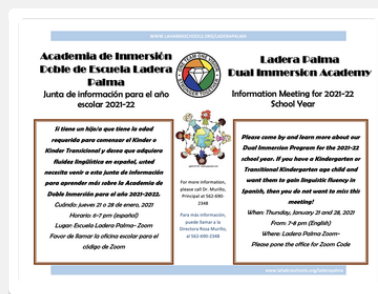 Academia de Inmersión
Doble de Escuela Ladera
Palma
Junta de información para el año
escolar 2021-22
Si tiene un hijo/a que tiene la edad
requerida para comenzar el Kinder o
Kinder Transicional y desea que adquiera
fluidez lingüística en español, usted
necesita venir a esta junta de información
para aprender más sobre la Academia de
Doble Inmersión para el año 2021-2022.
Cuándo: jueves 21 o 28 de enero, 2021
Horario: 6-7 pm (español)
Lugar: Escuela Ladera Palma- Zoom
Favor de llamar la oficina escolar para el
código de Zoom
For more information,
please call Dr. Murillo,
Principal at 562-690-
2348
Para más información,
puede llamar a la
Directora Rosa Murillo,
al 562-690-2348
Ladera Palma
Dual Immersion Academy
Information Meeting for 2021-22
School Year
Please come by and learn more about our
Dual Immersion Program for the 2021-22
school year. If you have a Kindergarten or
Transitional Kindergarten age child and
want them to gain linguistic fluency in
Spanish, then you do not want to miss this
meeting!
When: Thursday, January 21 and 28, 2021
From: 7-8 pm (English)
Where: Ladera Palma- Zoom-
Please pone the office for Zoom Code